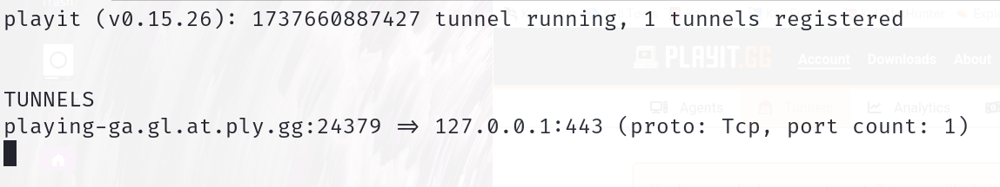 playit (v0.15.26): 1737660887427 tunnel running, 1 tunnels registered
PLAYIT.GG Account Downloads About
TUNNELS
Agents Tunnels Analytics
playing-ga.gl.at.ply.gg:24379 => 127.0.0.1:443 (proto: Tcp, port count: 1)